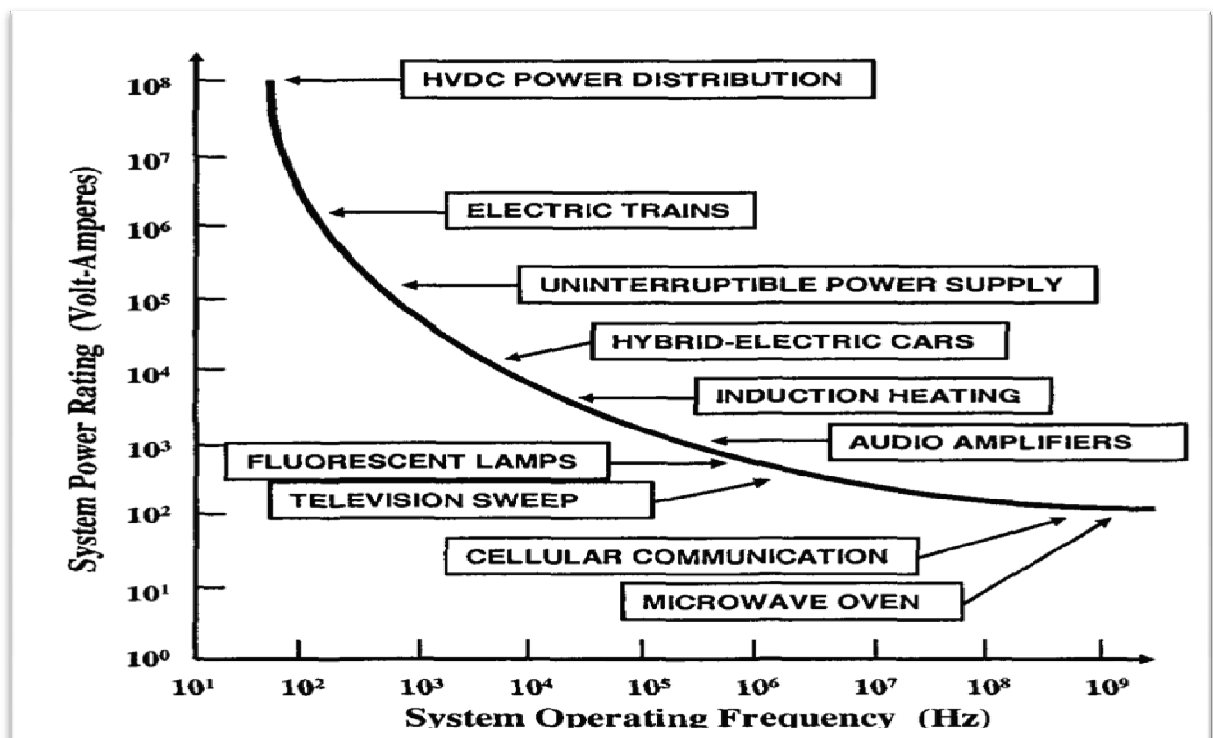 10⁸
HVDC POWER DISTRIBUTION
10⁷
ELECTRIC TRAINS
10⁶
UNINTERRUPTIBLE POWER SUPPLY
10⁵
HYBRID-ELECTRIC CARS
10⁴
INDUCTION HEATING
AUDIO AMPLIFIERS
10³
FLUORESCENT LAMPS
TELEVISION SWEEP
10²
CELLULAR COMMUNICATION
10¹
MICROWAVE OVEN
10⁰
System Power Rating (Volt-Amperes)
10¹ 10² 10³ 10⁴ 10⁵ 10⁶ 10⁷ 10⁸ 10⁹
System Operating Frequency (Hz)